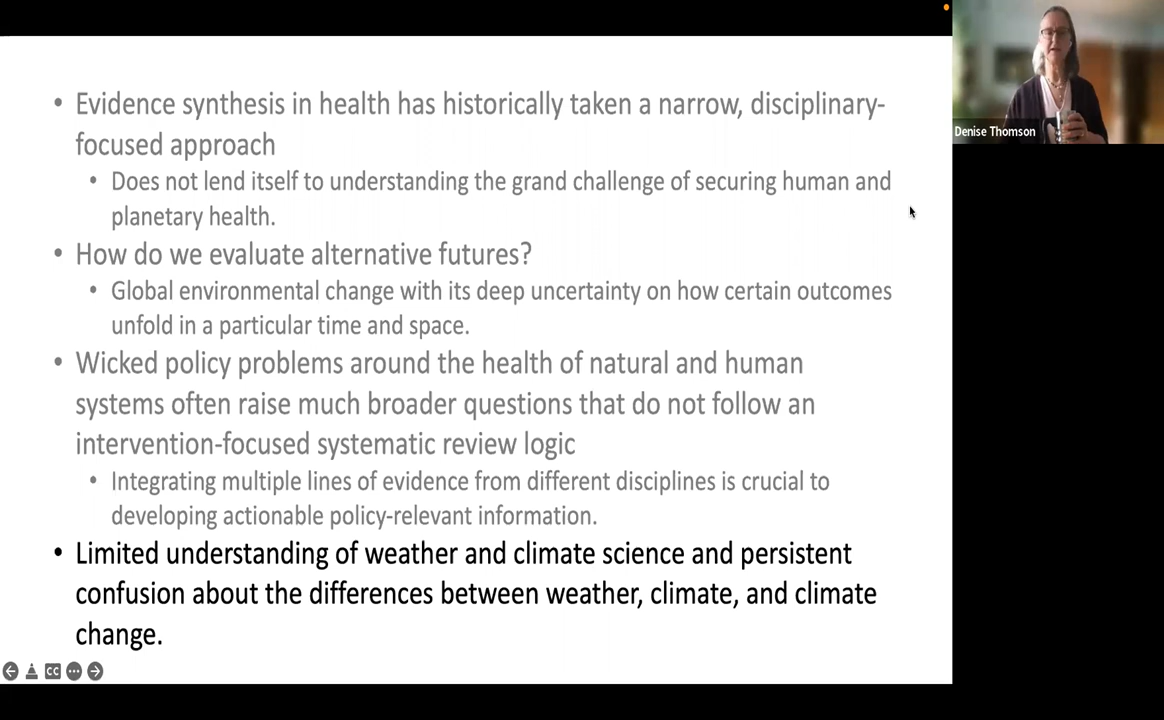 • Evidence synthesis in health has historically taken a narrow, disciplinary-
focused approach
• Does not lend itself to understanding the grand challenge of securing human and
planetary health.
• How do we evaluate alternative futures?
• Global environmental change with its deep uncertainty on how certain outcomes
unfold in a particular time and space.
• Wicked policy problems around the health of natural and human
systems often raise much broader questions that do not follow an
intervention-focused systematic review logic
• Integrating multiple lines of evidence from different disciplines is crucial to
developing actionable policy-relevant information.
• Limited understanding of weather and climate science and persistent
confusion about the differences between weather, climate, and climate
change.
CC
Denise Thomson